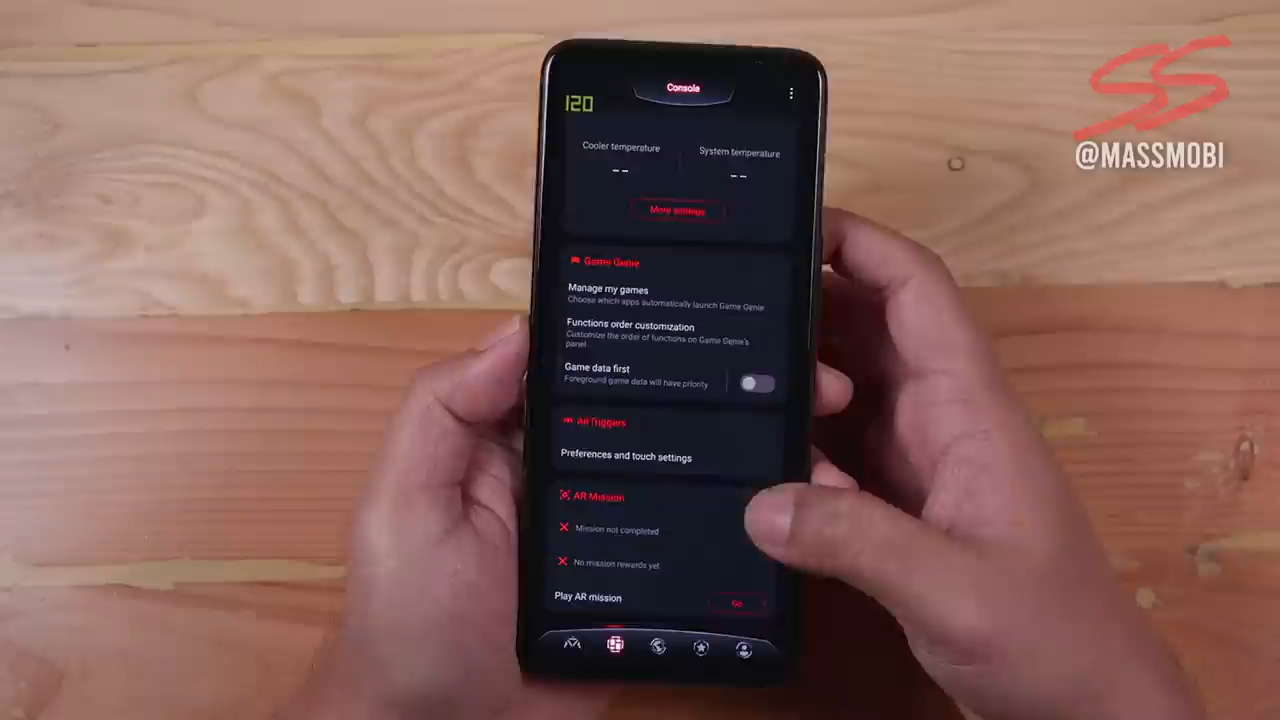 SS
@MASSMOBI
Console
120
Cooler temperature
System temperature
--
--
More settings
Game Genie
Manage my games
Choose which apps automatically launch Game Genie
Functions order customization
Customize the order of functions on Game Genie's
panel
Game data first
Foreground game data will have priority
AirTriggers
Preferences and touch settings
AR Mission
Mission not completed
No mission rewards yet
Play AR mission
Go